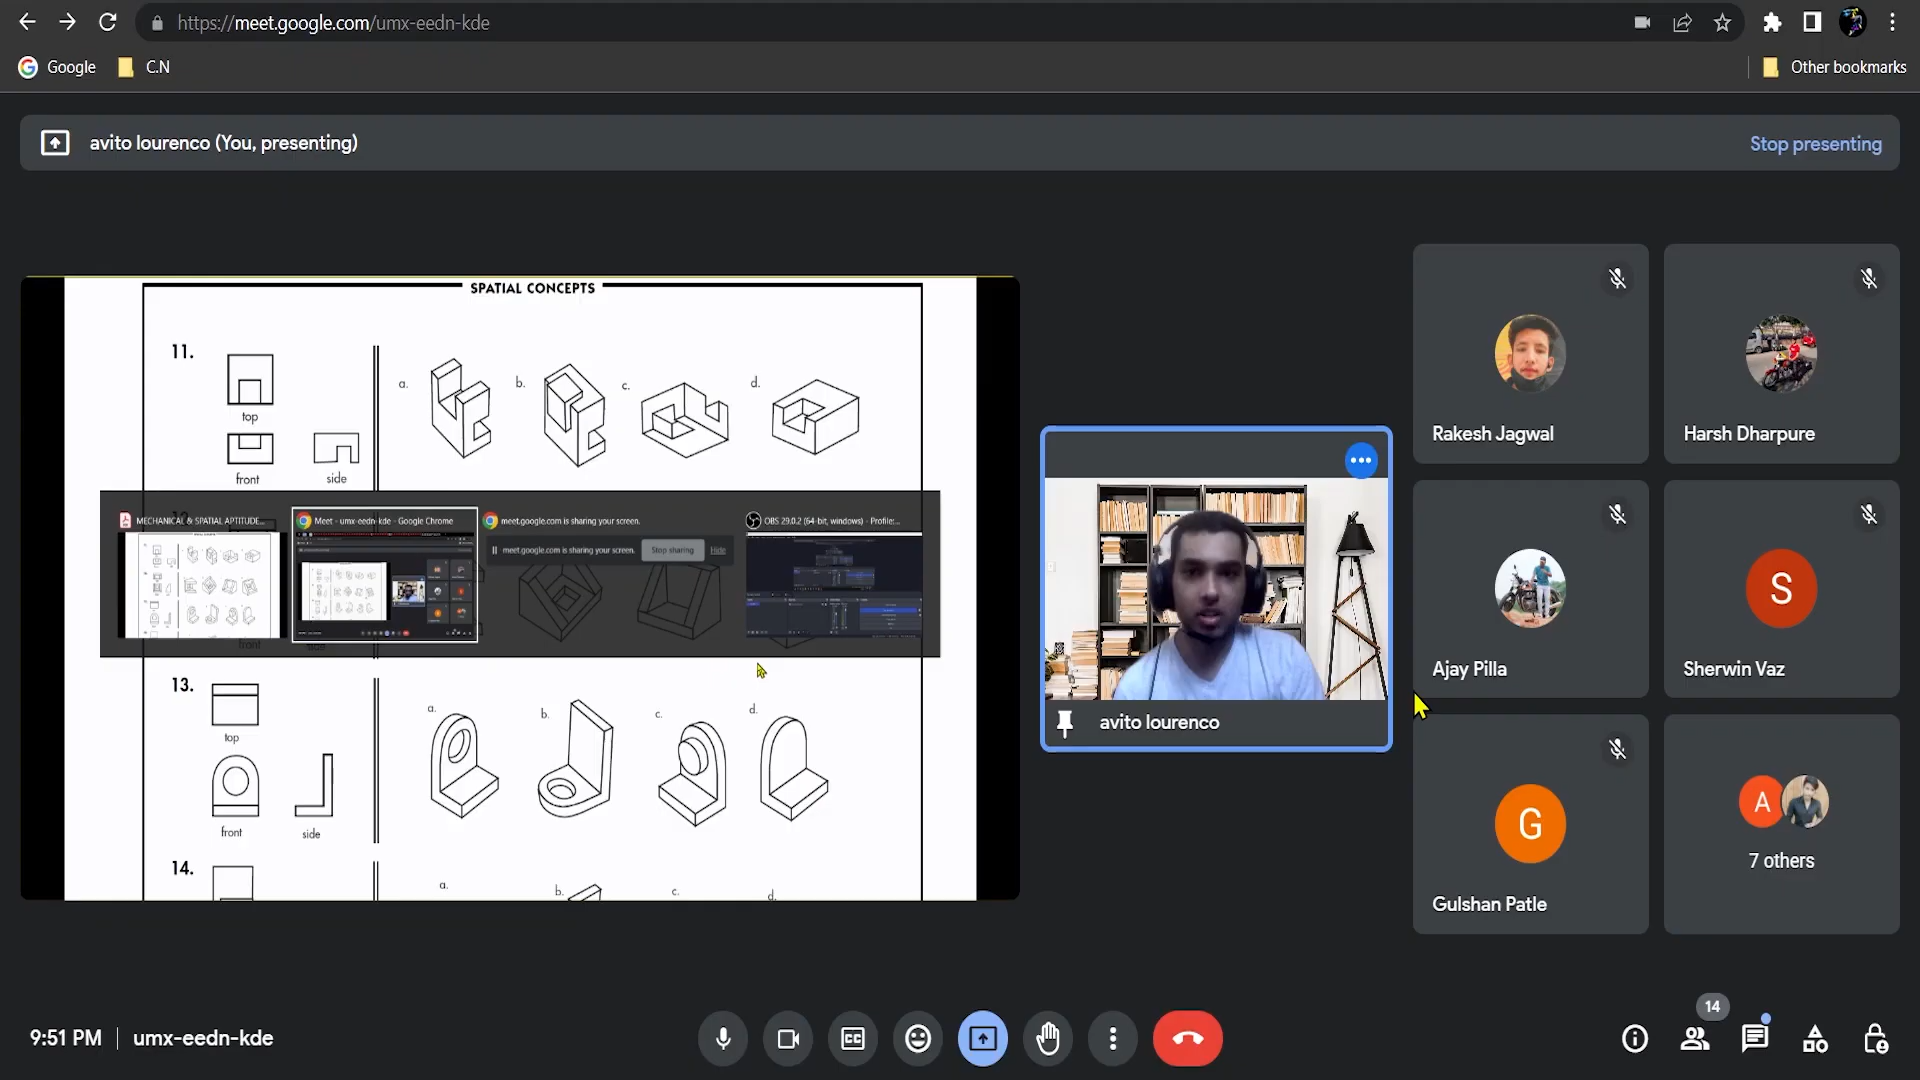 https://meet.google.com/umx-eedn-kde
Google
C.N
Other bookmarks
avito lourenco (You, presenting)
Stop presenting
SPATIAL CONCEPTS
11.
top
front
side
a.
b.
c.
d.
MECHANICAL & SPATIAL APTITUDE...
Meet - umx-eedn-kde - Google Chrome
meet.google.com is sharing your screen.
OBS 29.0.2 (64-bit, windows) - Profile:...
meet.google.com is sharing your screen.
Stop sharing
Hide
front
side
13.
top
front
side
a.
b.
c.
d.
14.
a.
b.
c.
d.
avito lourenco
Rakesh Jagwal
Harsh Dharpure
Ajay Pilla
S
Sherwin Vaz
G
Gulshan Patle
A
7 others
9:51 PM
umx-eedn-kde
CC
14